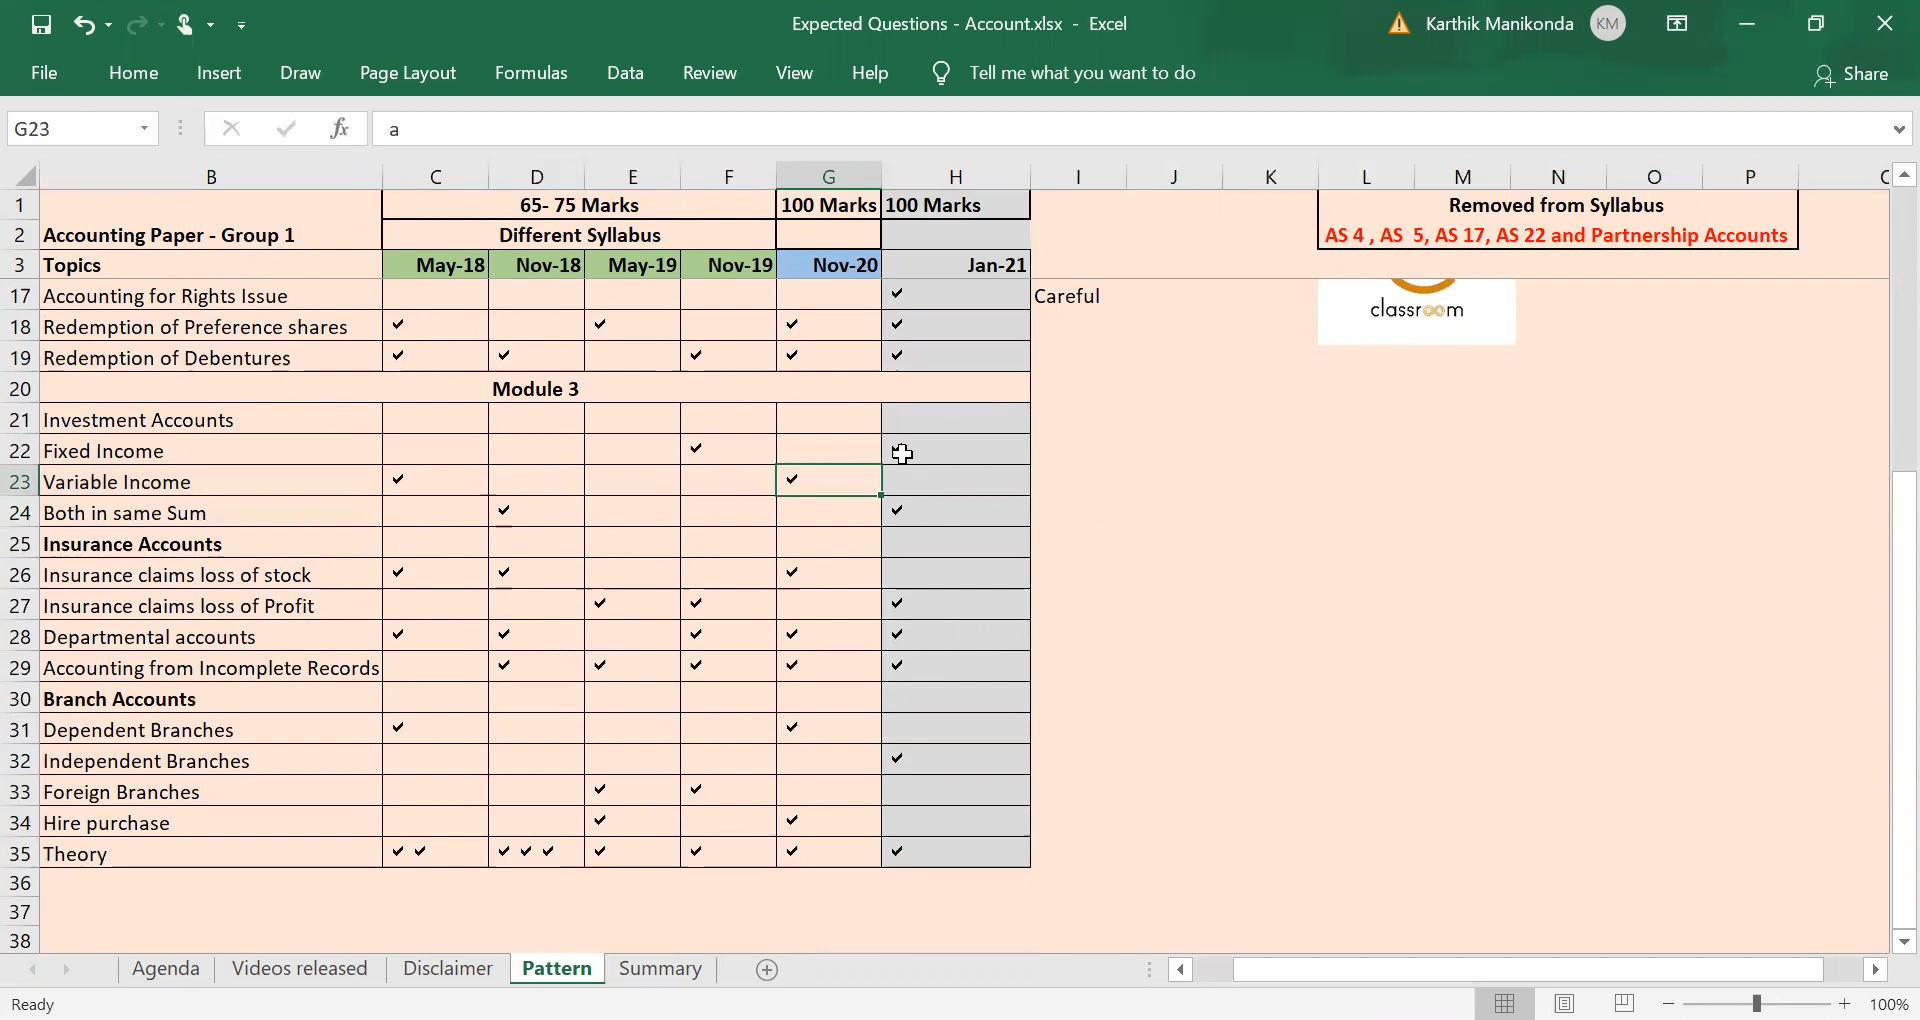 Expected Questions - Account.xlsx - Excel
Karthik Manikonda KM
File Home Insert Draw Page Layout Formulas Data Review View Help Tell me what you want to do Share
G23 fx a
B C D E F G H I J K L M N O P
1 65- 75 Marks 100 Marks 100 Marks Removed from Syllabus
2 Accounting Paper - Group 1 Different Syllabus AS 4 , AS 5, AS 17, AS 22 and Partnership Accounts
3 Topics May-18 Nov-18 May-19 Nov-19 Nov-20 Jan-21
17 Accounting for Rights Issue ✓ Careful
classroom
18 Redemption of Preference shares ✓ ✓ ✓ ✓
19 Redemption of Debentures ✓ ✓ ✓ ✓ ✓
20 Module 3
21 Investment Accounts
22 Fixed Income ✓
23 Variable Income ✓ ✓
24 Both in same Sum ✓ ✓
25 Insurance Accounts
26 Insurance claims loss of stock ✓ ✓ ✓
27 Insurance claims loss of Profit ✓ ✓ ✓
28 Departmental accounts ✓ ✓ ✓ ✓ ✓
29 Accounting from Incomplete Records ✓ ✓ ✓ ✓ ✓
30 Branch Accounts
31 Dependent Branches ✓ ✓
32 Independent Branches ✓
33 Foreign Branches ✓ ✓
34 Hire purchase ✓ ✓
35 Theory ✓ ✓ ✓ ✓ ✓ ✓ ✓ ✓ ✓
36
37
38
Agenda Videos released Disclaimer Pattern Summary
Ready 100%